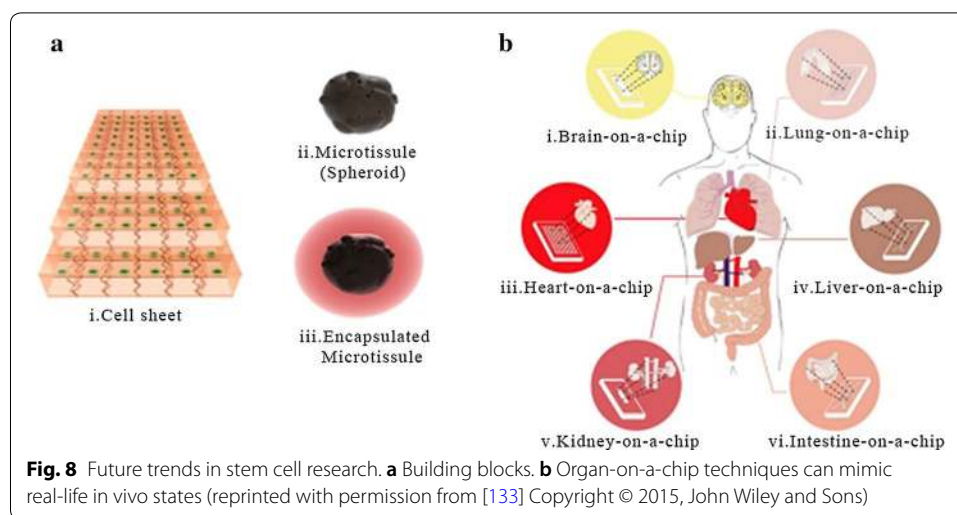 a
i.Cell sheet
ii.Microtissule
(Spheroid)
iii.Encapsulated
Microtissule
b
i.Brain-on-a-chip
ii.Lung-on-a-chip
iii.Heart-on-a-chip
iv.Liver-on-a-chip
v.Kidney-on-a-chip
vi.Intestine-on-a-chip
Fig. 8 Future trends in stem cell research. a Building blocks. b Organ-on-a-chip techniques can mimic
real-life in vivo states (reprinted with permission from [133] Copyright © 2015, John Wiley and Sons)